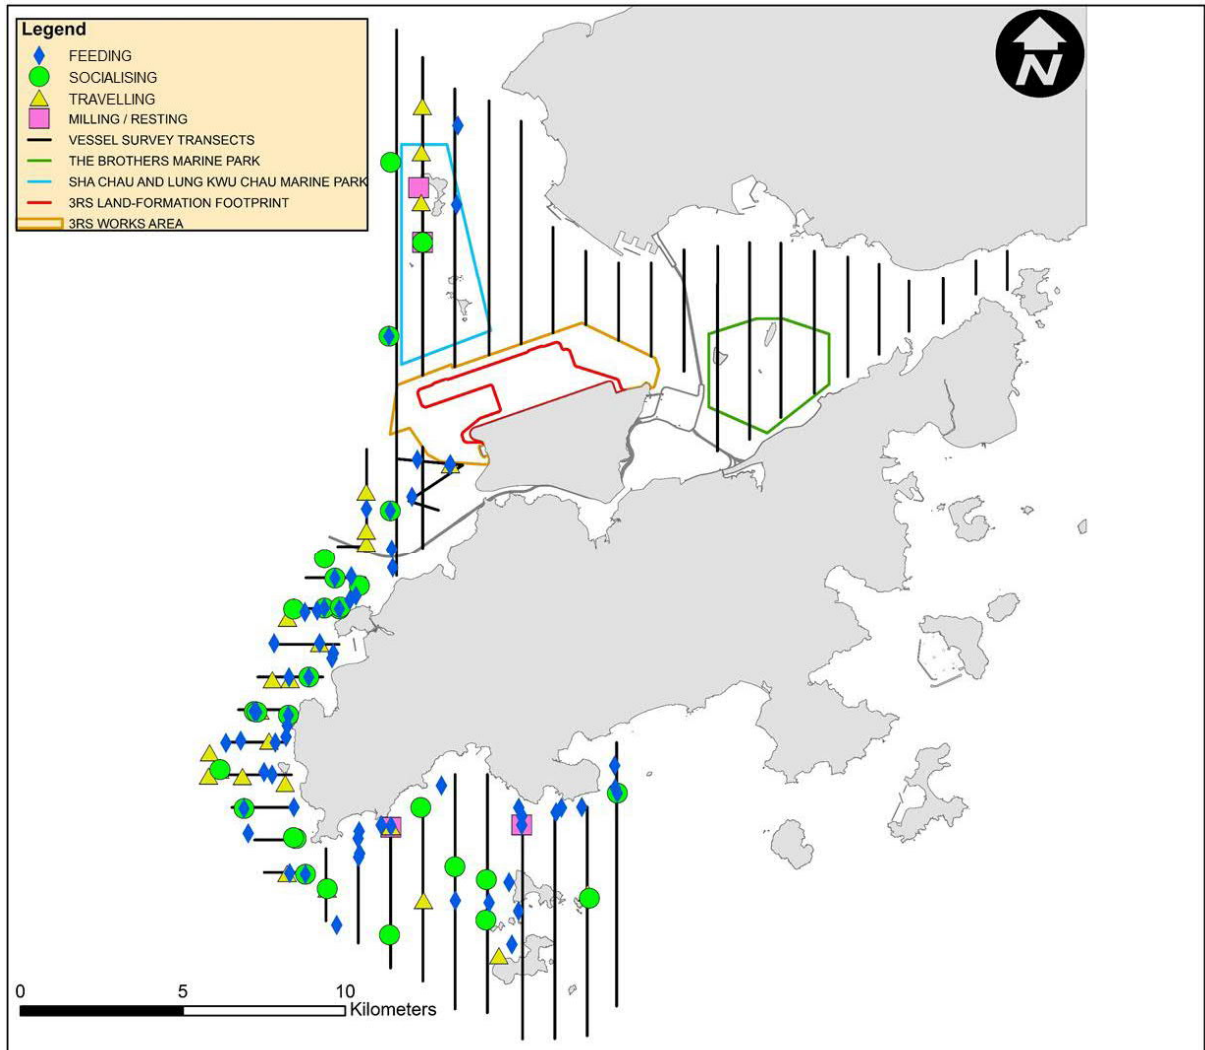 Legend
FEEDING
SOCIALISING
TRAVELLING
MILLING / RESTING
VESSEL SURVEY TRANSECTS
THE BROTHERS MARINE PARK
SHA CHAU AND LUNG KWU CHAU MARINE PARK
3RS LAND-FORMATION FOOTPRINT
3RS WORKS AREA
N
0 5 10
Kilometers